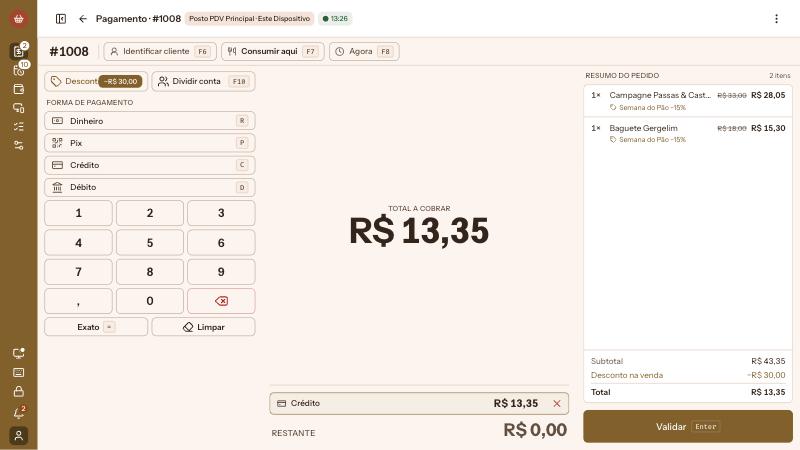 Pagamento · #1008
Posto PDV Principal · Este Dispositivo
13:26
2
10
#1008
Identificar cliente F6
Consumir aqui F7
Agora F8
Descont −R$ 30,00
Dividir conta F10
FORMA DE PAGAMENTO
Dinheiro R
Pix P
Crédito C
Débito D
1 2 3
4 5 6
7 8 9
, 0
Exato =
Limpar
TOTAL A COBRAR
R$ 13,35
Crédito R$ 13,35
RESTANTE R$ 0,00
RESUMO DO PEDIDO 2 itens
1× Campagne Passas & Cast... R$ 33,00 R$ 28,05
Semana do Pão −15%
1× Baguete Gergelim R$ 18,00 R$ 15,30
Semana do Pão −15%
Subtotal R$ 43,35
Desconto na venda −R$ 30,00
Total R$ 13,35
Validar Enter
2